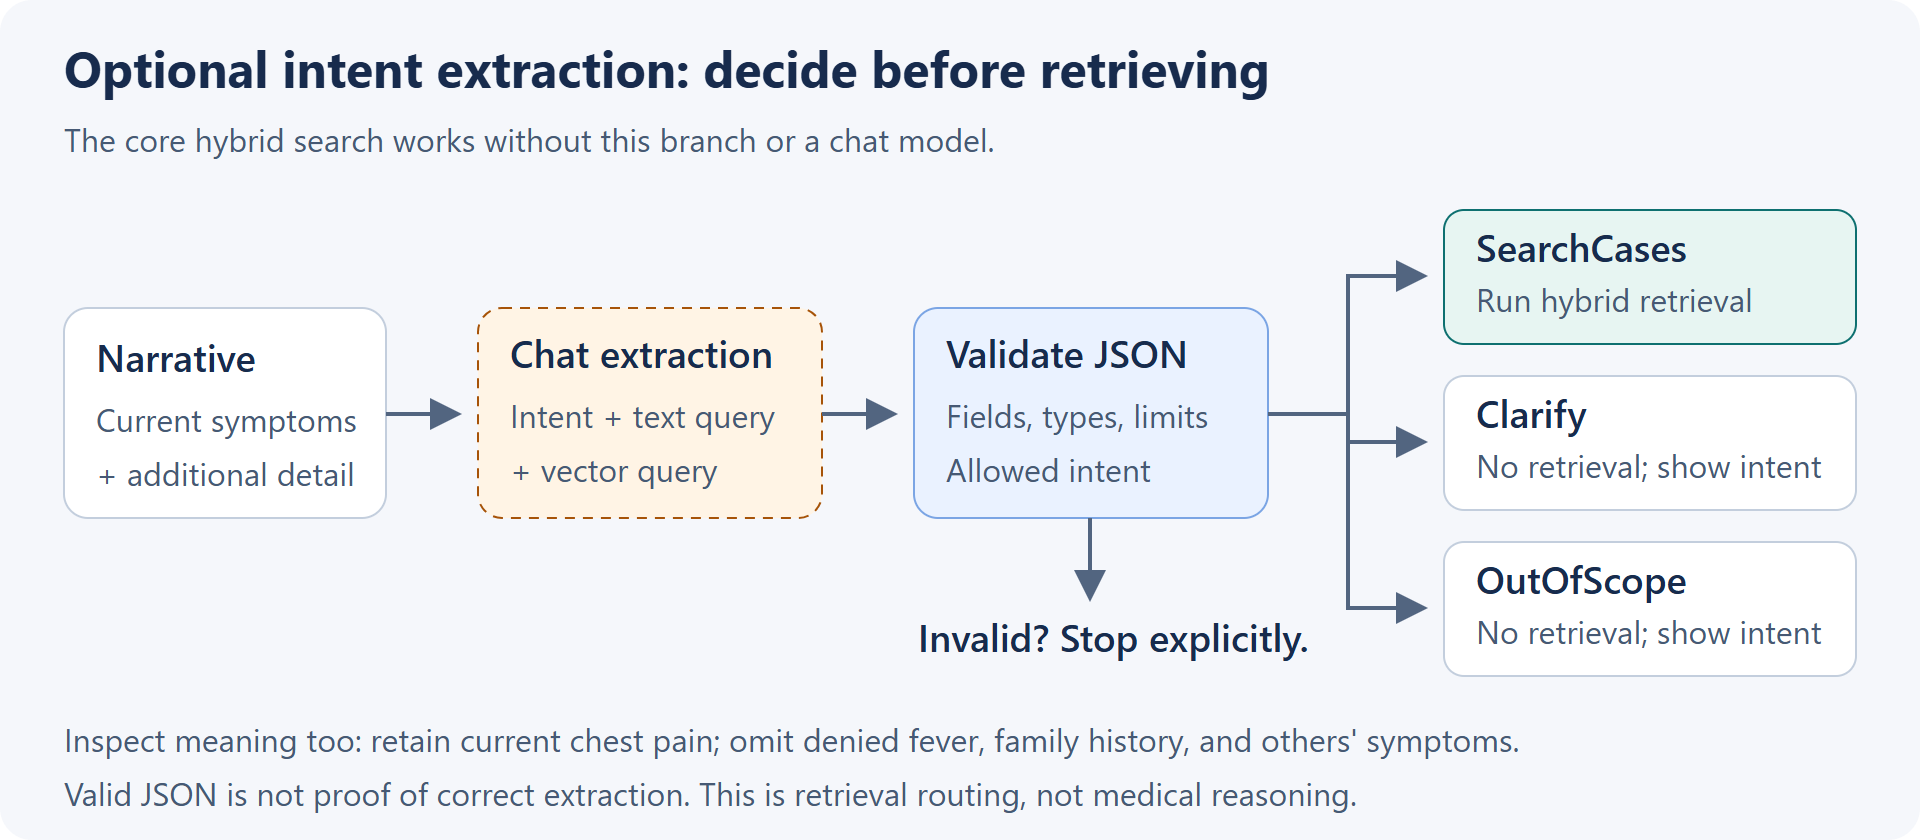 Optional intent extraction: decide before retrieving
The core hybrid search works without this branch or a chat model.
Narrative
Current symptoms
+ additional detail
Chat extraction
Intent + text query
+ vector query
Validate JSON
Fields, types, limits
Allowed intent
Invalid? Stop explicitly.
SearchCases
Run hybrid retrieval
Clarify
No retrieval; show intent
OutOfScope
No retrieval; show intent
Inspect meaning too: retain current chest pain; omit denied fever, family history, and others' symptoms.
Valid JSON is not proof of correct extraction. This is retrieval routing, not medical reasoning.